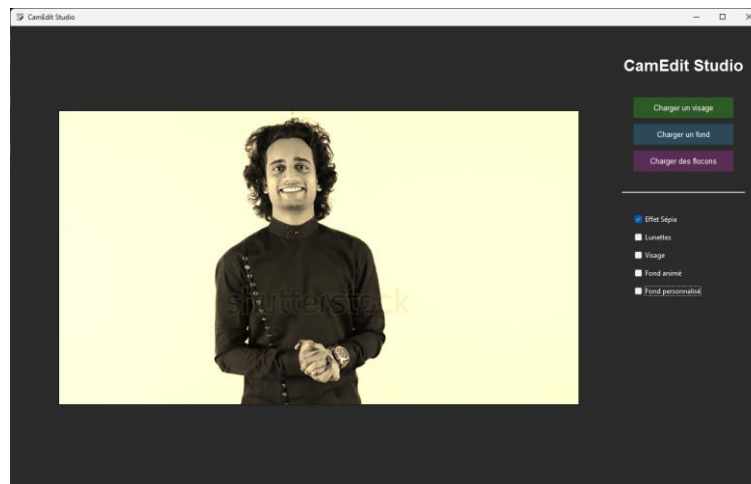 CamEdit Studio
CamEdit Studio
Charger un visage
Charger un fond
Charger des flocons
Effet Sépia
Lunettes
Visage
Fond animé
Fond personnalisé
shutterstock